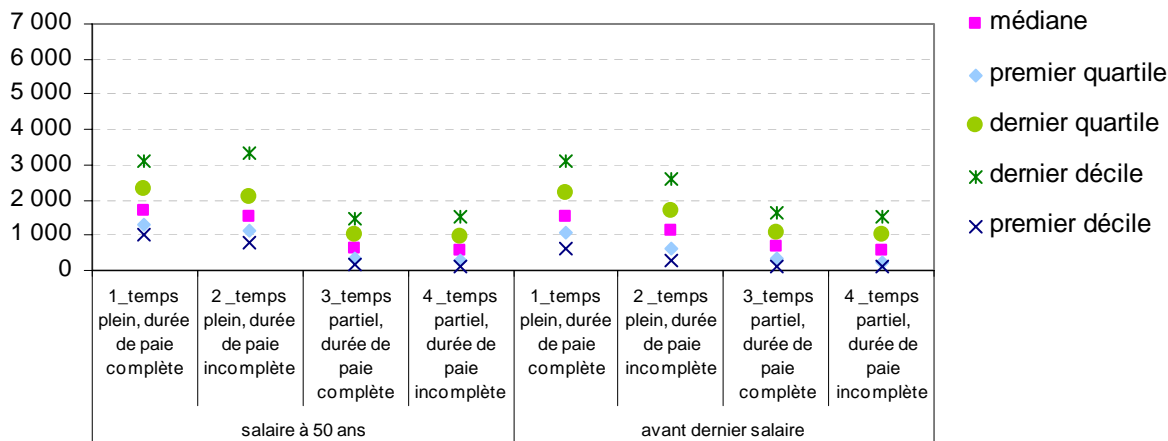 7 000
6 000
5 000
4 000
3 000
2 000
1 000
0
médiane
premier quartile
dernier quartile
dernier décile
premier décile
1_temps
plein, durée
de paie
complète
2 _temps
plein, durée
de paie
incomplète
3_temps
partiel,
durée de
paie
complète
4 _temps
partiel,
durée de
paie
incomplète
1_temps
plein, durée
de paie
complète
2 _temps
plein, durée
de paie
incomplète
3_temps
partiel,
durée de
paie
complète
4 _temps
partiel,
durée de
paie
incomplète
salaire à 50 ans
avant dernier salaire